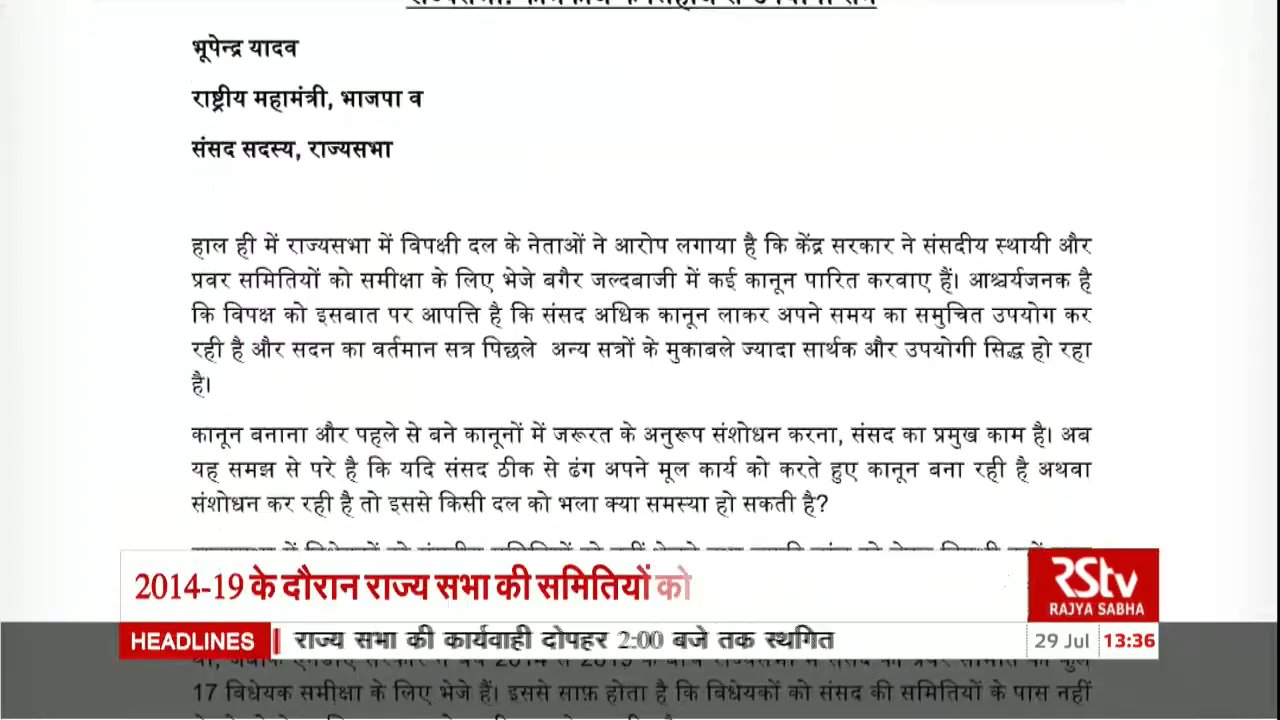 भूपेन्द्र यादव
राष्ट्रीय महामंत्री, भाजपा व
संसद सदस्य, राज्यसभा
हाल ही में राज्यसभा में विपक्षी दल के नेताओं ने आरोप लगाया है कि केंद्र सरकार ने संसदीय स्थायी और
प्रवर समितियों को समीक्षा के लिए भेजे बगैर जल्दबाजी में कई कानून पारित करवाए हैं। आश्चर्यजनक है
कि विपक्ष को इसबात पर आपत्ति है कि संसद अधिक कानून लाकर अपने समय का समुचित उपयोग कर
रही है और सदन का वर्तमान सत्र पिछले अन्य सत्रों के मुकाबले ज्यादा सार्थक और उपयोगी सिद्ध हो रहा
है।
कानून बनाना और पहले से बने कानूनों में जरूरत के अनुरूप संशोधन करना, संसद का प्रमुख काम है। अब
यह समझ से परे है कि यदि संसद ठीक से ढंग अपने मूल कार्य को करते हुए कानून बना रही है अथवा
संशोधन कर रही है तो इससे किसी दल को भला क्या समस्या हो सकती है?
2014-19 के दौरान राज्य सभा की समितियों को
RSTV
RAJYA SABHA
HEADLINES
राज्य सभा की कार्यवाही दोपहर 2:00 बजे तक स्थगित
29 Jul 13:36
17 विधेयक समीक्षा के लिए भेजे हैं। इससे साफ़ होता है कि विधेयकों को संसद की समितियों के पास नहीं